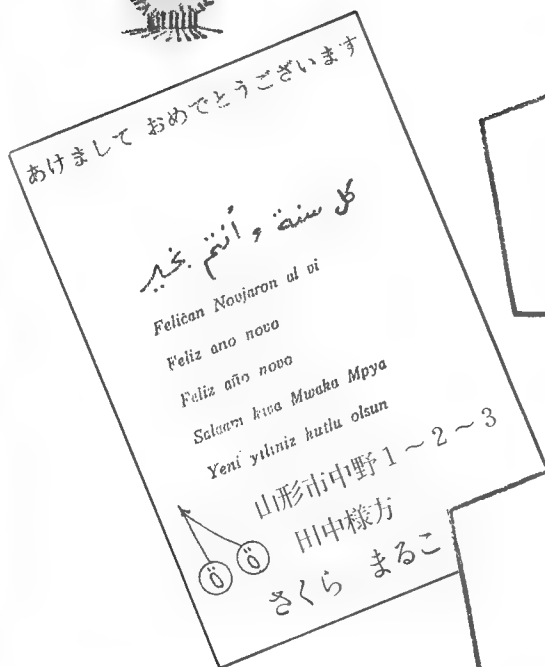 あけまして おめでとうございます
كل سنة و أنتم بخير
Feliĉan Novjaron al vi
Feliz ano novo
Feliz año novo
Salaam kwa Mwaka Mpya
Yeni yılınız kutlu olsun
山形市中野1～2～3
田中様方
さくら まるこ